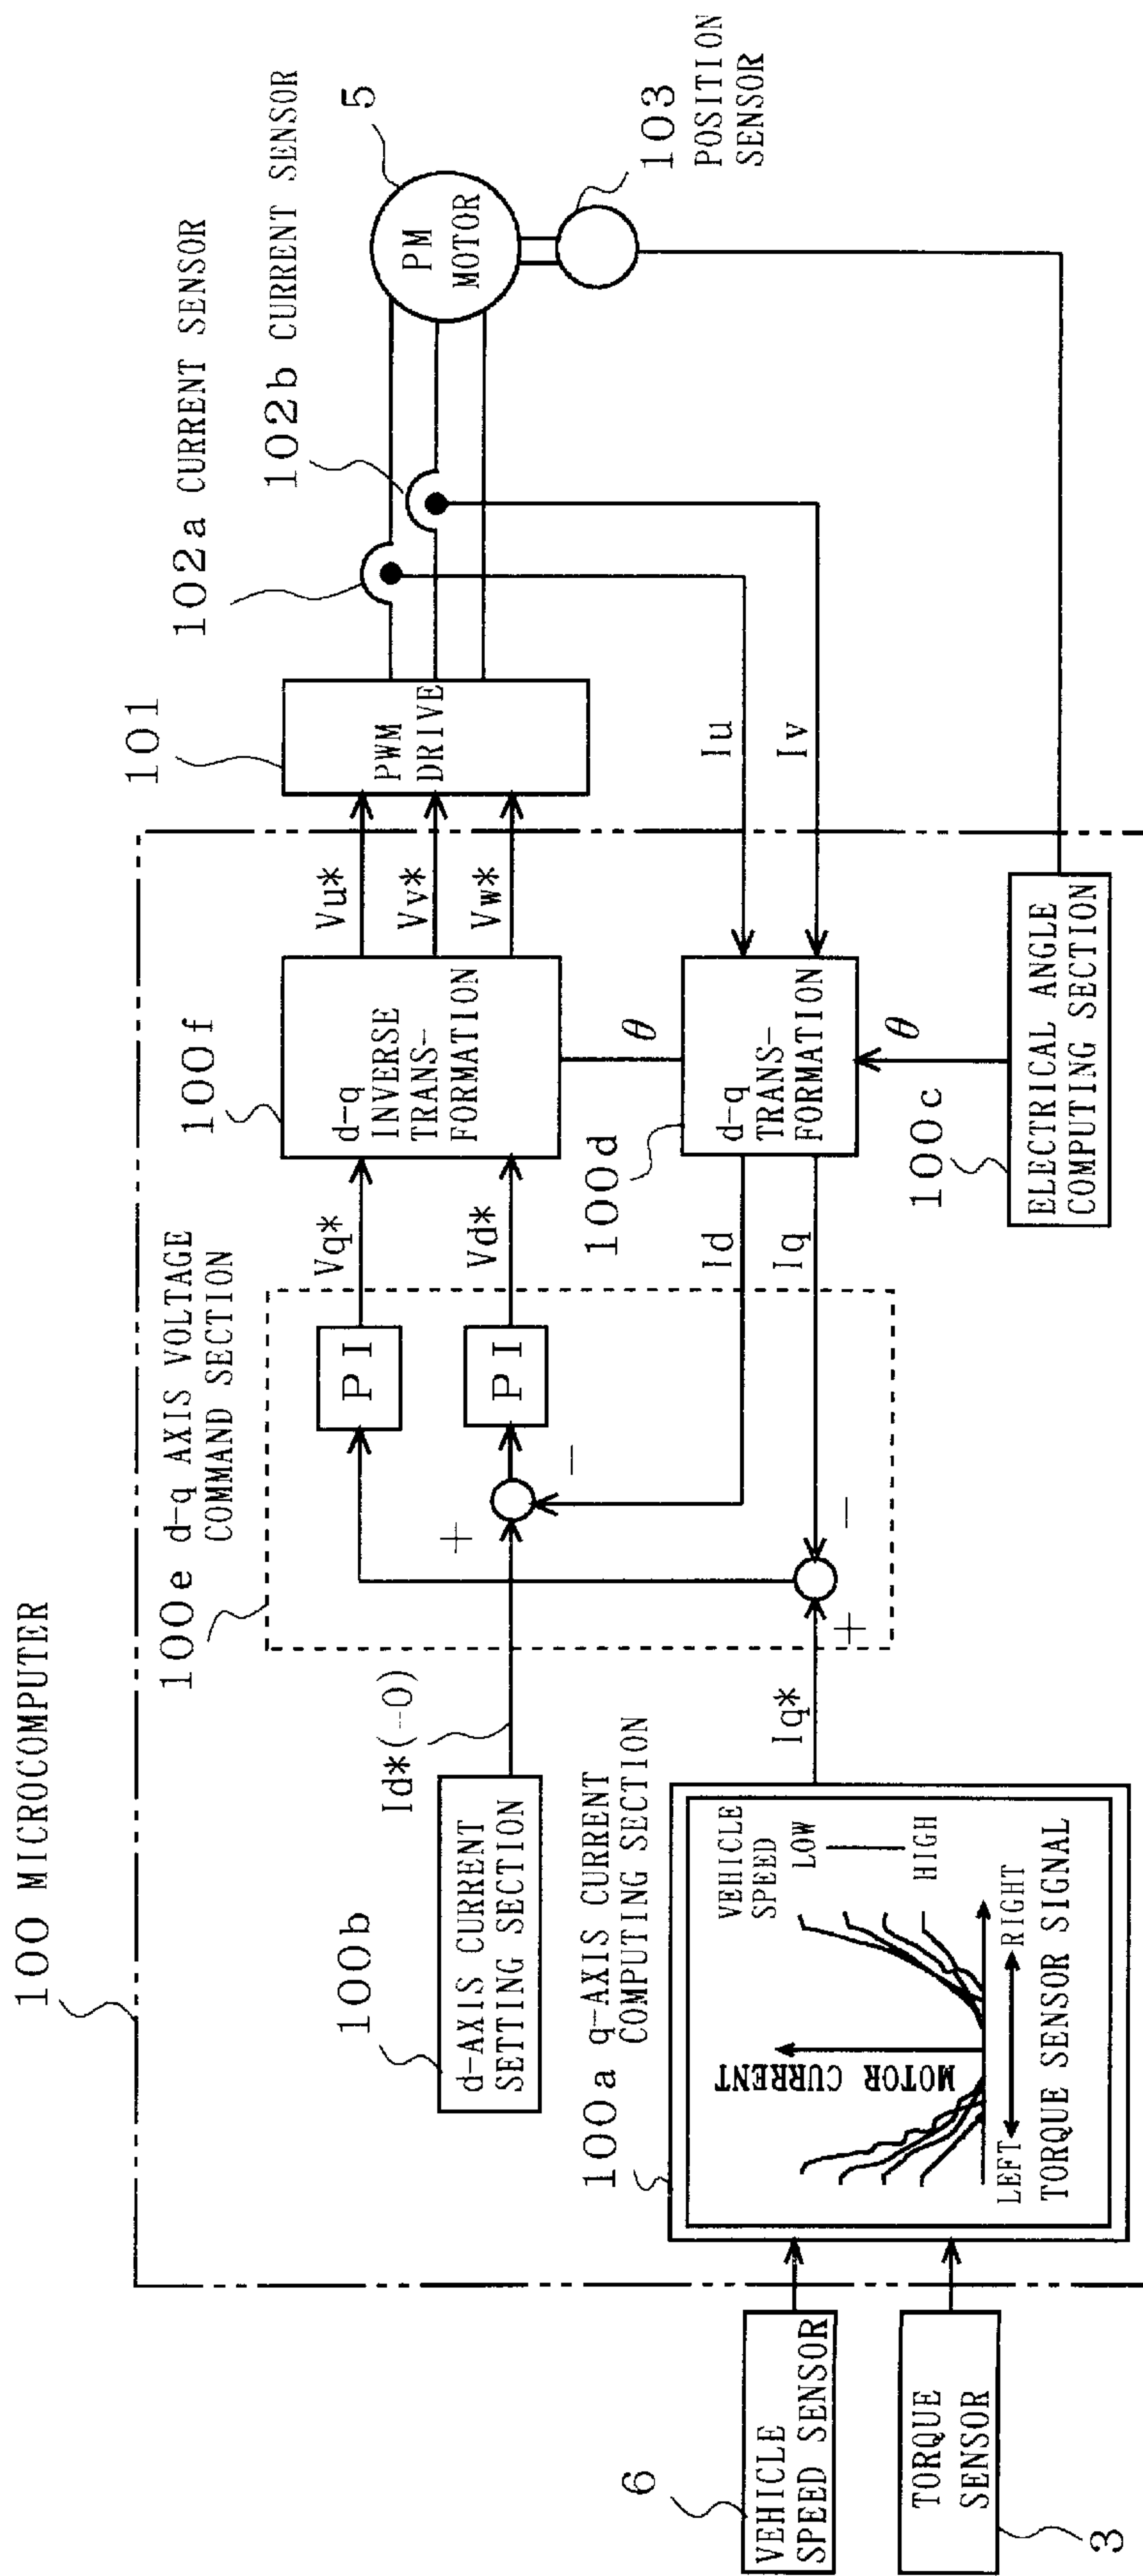 100 MICROCOMPUTER
100e d-q AXIS VOLTAGE
COMMAND SECTION
100f
101
102a CURRENT SENSOR
102b CURRENT SENSOR
5
PM
MOTOR
103
POSITION
SENSOR
PWM
DRIVE
Vu*
Vv*
Vw*
d-q
INVERSE
TRANS-
FORMATION
Vq*
Vd*
P I
P I
+
−
Id*(−0)
100b
d-AXIS CURRENT
SETTING SECTION
θ
Iu
Iv
100d
d-q
TRANS-
FORMATION
Id
Iq
−
+
Iq*
θ
100c
ELECTRICAL ANGLE
COMPUTING SECTION
100a q-AXIS CURRENT
COMPUTING SECTION
VEHICLE
SPEED
LOW
HIGH
MOTOR CURRENT
LEFT
RIGHT
TORQUE SENSOR SIGNAL
6
VEHICLE
SPEED SENSOR
TORQUE
SENSOR
3